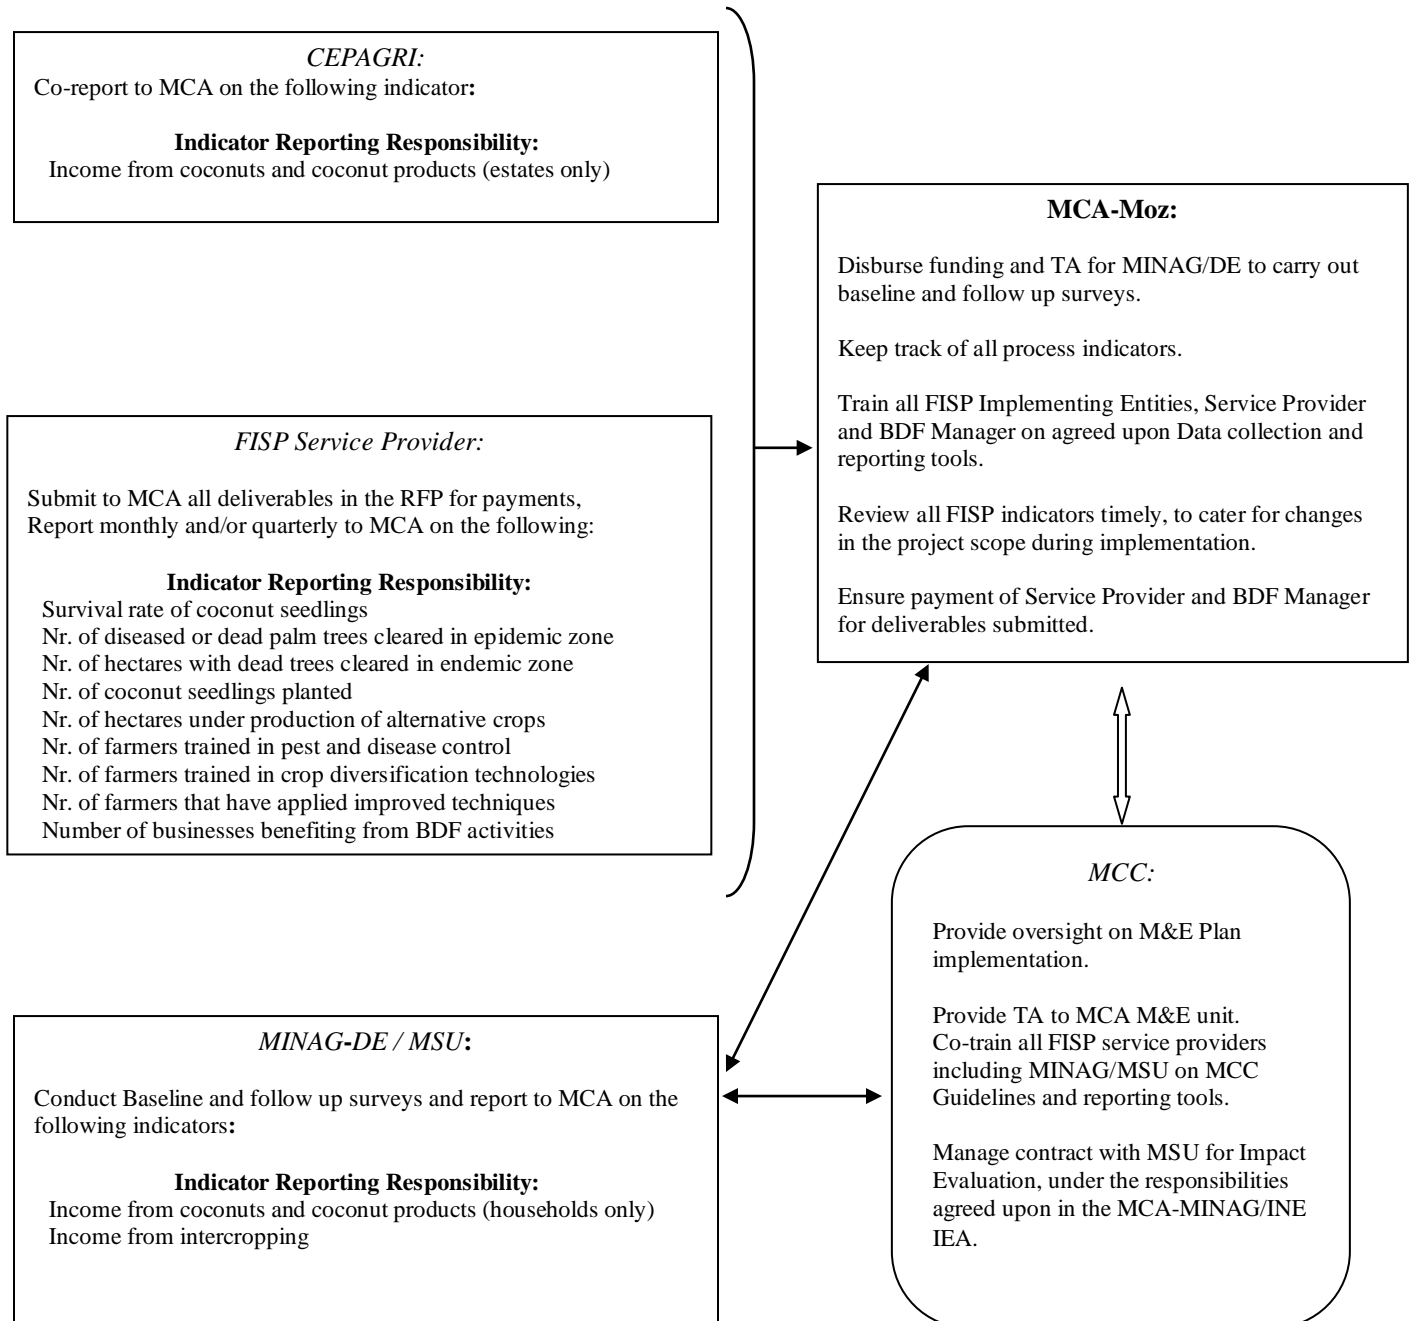 CEPAGRI:
Co-report to MCA on the following indicator:
Indicator Reporting Responsibility:
Income from coconuts and coconut products (estates only)
FISP Service Provider:
Submit to MCA all deliverables in the RFP for payments,
Report monthly and/or quarterly to MCA on the following:
Indicator Reporting Responsibility:
Survival rate of coconut seedlings
Nr. of diseased or dead palm trees cleared in epidemic zone
Nr. of hectares with dead trees cleared in endemic zone
Nr. of coconut seedlings planted
Nr. of hectares under production of alternative crops
Nr. of farmers trained in pest and disease control
Nr. of farmers trained in crop diversification technologies
Nr. of farmers that have applied improved techniques
Number of businesses benefiting from BDF activities
MINAG-DE / MSU:
Conduct Baseline and follow up surveys and report to MCA on the
following indicators:
Indicator Reporting Responsibility:
Income from coconuts and coconut products (households only)
Income from intercropping
MCA-Moz:
Disburse funding and TA for MINAG/DE to carry out
baseline and follow up surveys.
Keep track of all process indicators.
Train all FISP Implementing Entities, Service Provider
and BDF Manager on agreed upon Data collection and
reporting tools.
Review all FISP indicators timely, to cater for changes
in the project scope during implementation.
Ensure payment of Service Provider and BDF Manager
for deliverables submitted.
MCC:
Provide oversight on M&E Plan
implementation.
Provide TA to MCA M&E unit.
Co-train all FISP service providers
including MINAG/MSU on MCC
Guidelines and reporting tools.
Manage contract with MSU for Impact
Evaluation, under the responsibilities
agreed upon in the MCA-MINAG/INE
IEA.